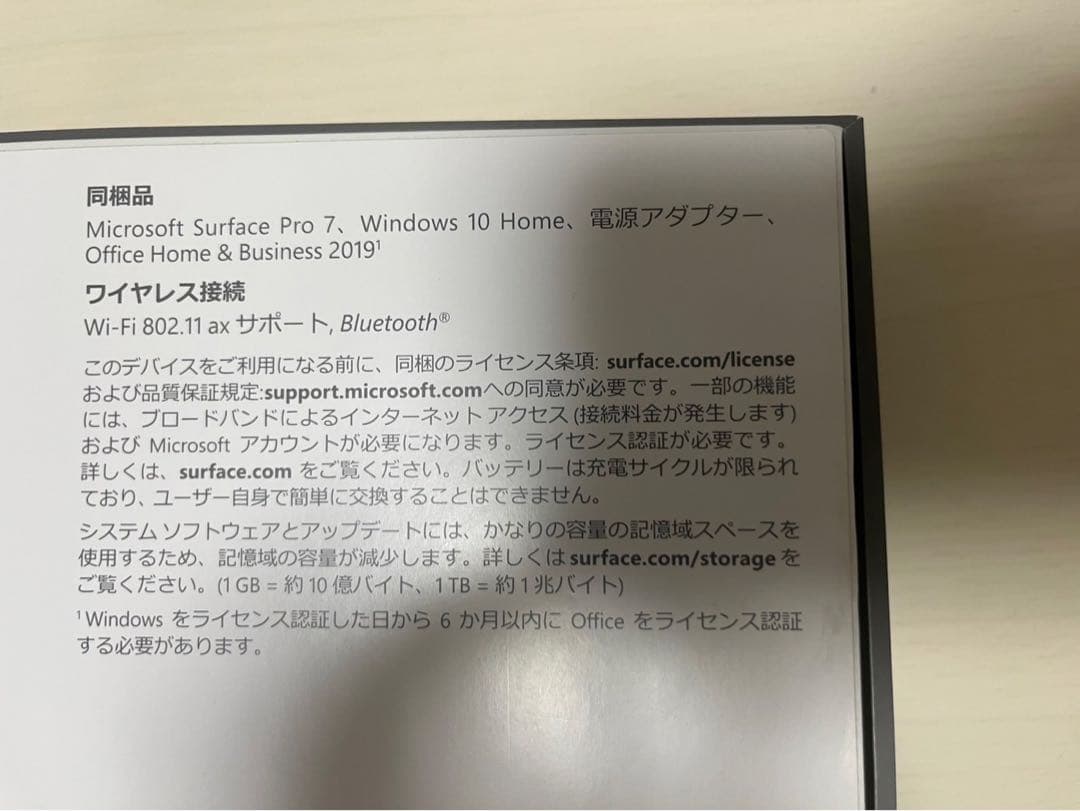 同梱品
Microsoft Surface Pro 7、Windows 10 Home、電源アダプター、
Office Home & Business 2019¹
ワイヤレス接続
Wi-Fi 802.11 ax サポート, Bluetooth®
このデバイスをご利用になる前に、同梱のライセンス条項: surface.com/license
および品質保証規定:support.microsoft.comへの同意が必要です。一部の機能
には、ブロードバンドによるインターネット アクセス (接続料金が発生します)
および Microsoft アカウントが必要になります。ライセンス認証が必要です。
詳しくは、surface.com をご覧ください。バッテリーは充電サイクルが限られ
ており、ユーザー自身で簡単に交換することはできません。
システム ソフトウェアとアップデートには、かなりの容量の記憶域スペースを
使用するため、記憶域の容量が減少します。詳しくは surface.com/storage を
ご覧ください。(1 GB = 約 10 億バイト、1 TB = 約 1 兆バイト)
¹ Windows をライセンス認証した日から 6 か月以内に Office をライセンス認証
する必要があります。